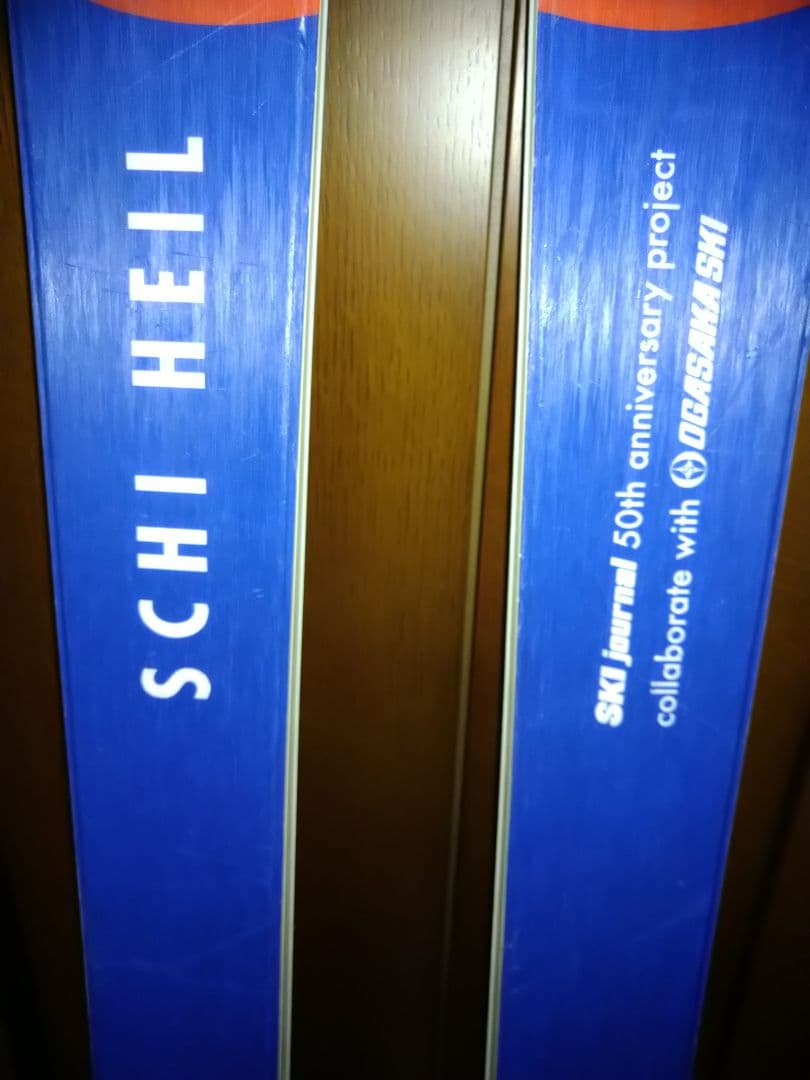 SCHI HEIL
SKI journal 50th anniversary project
collaborate with OGASAKA SKI